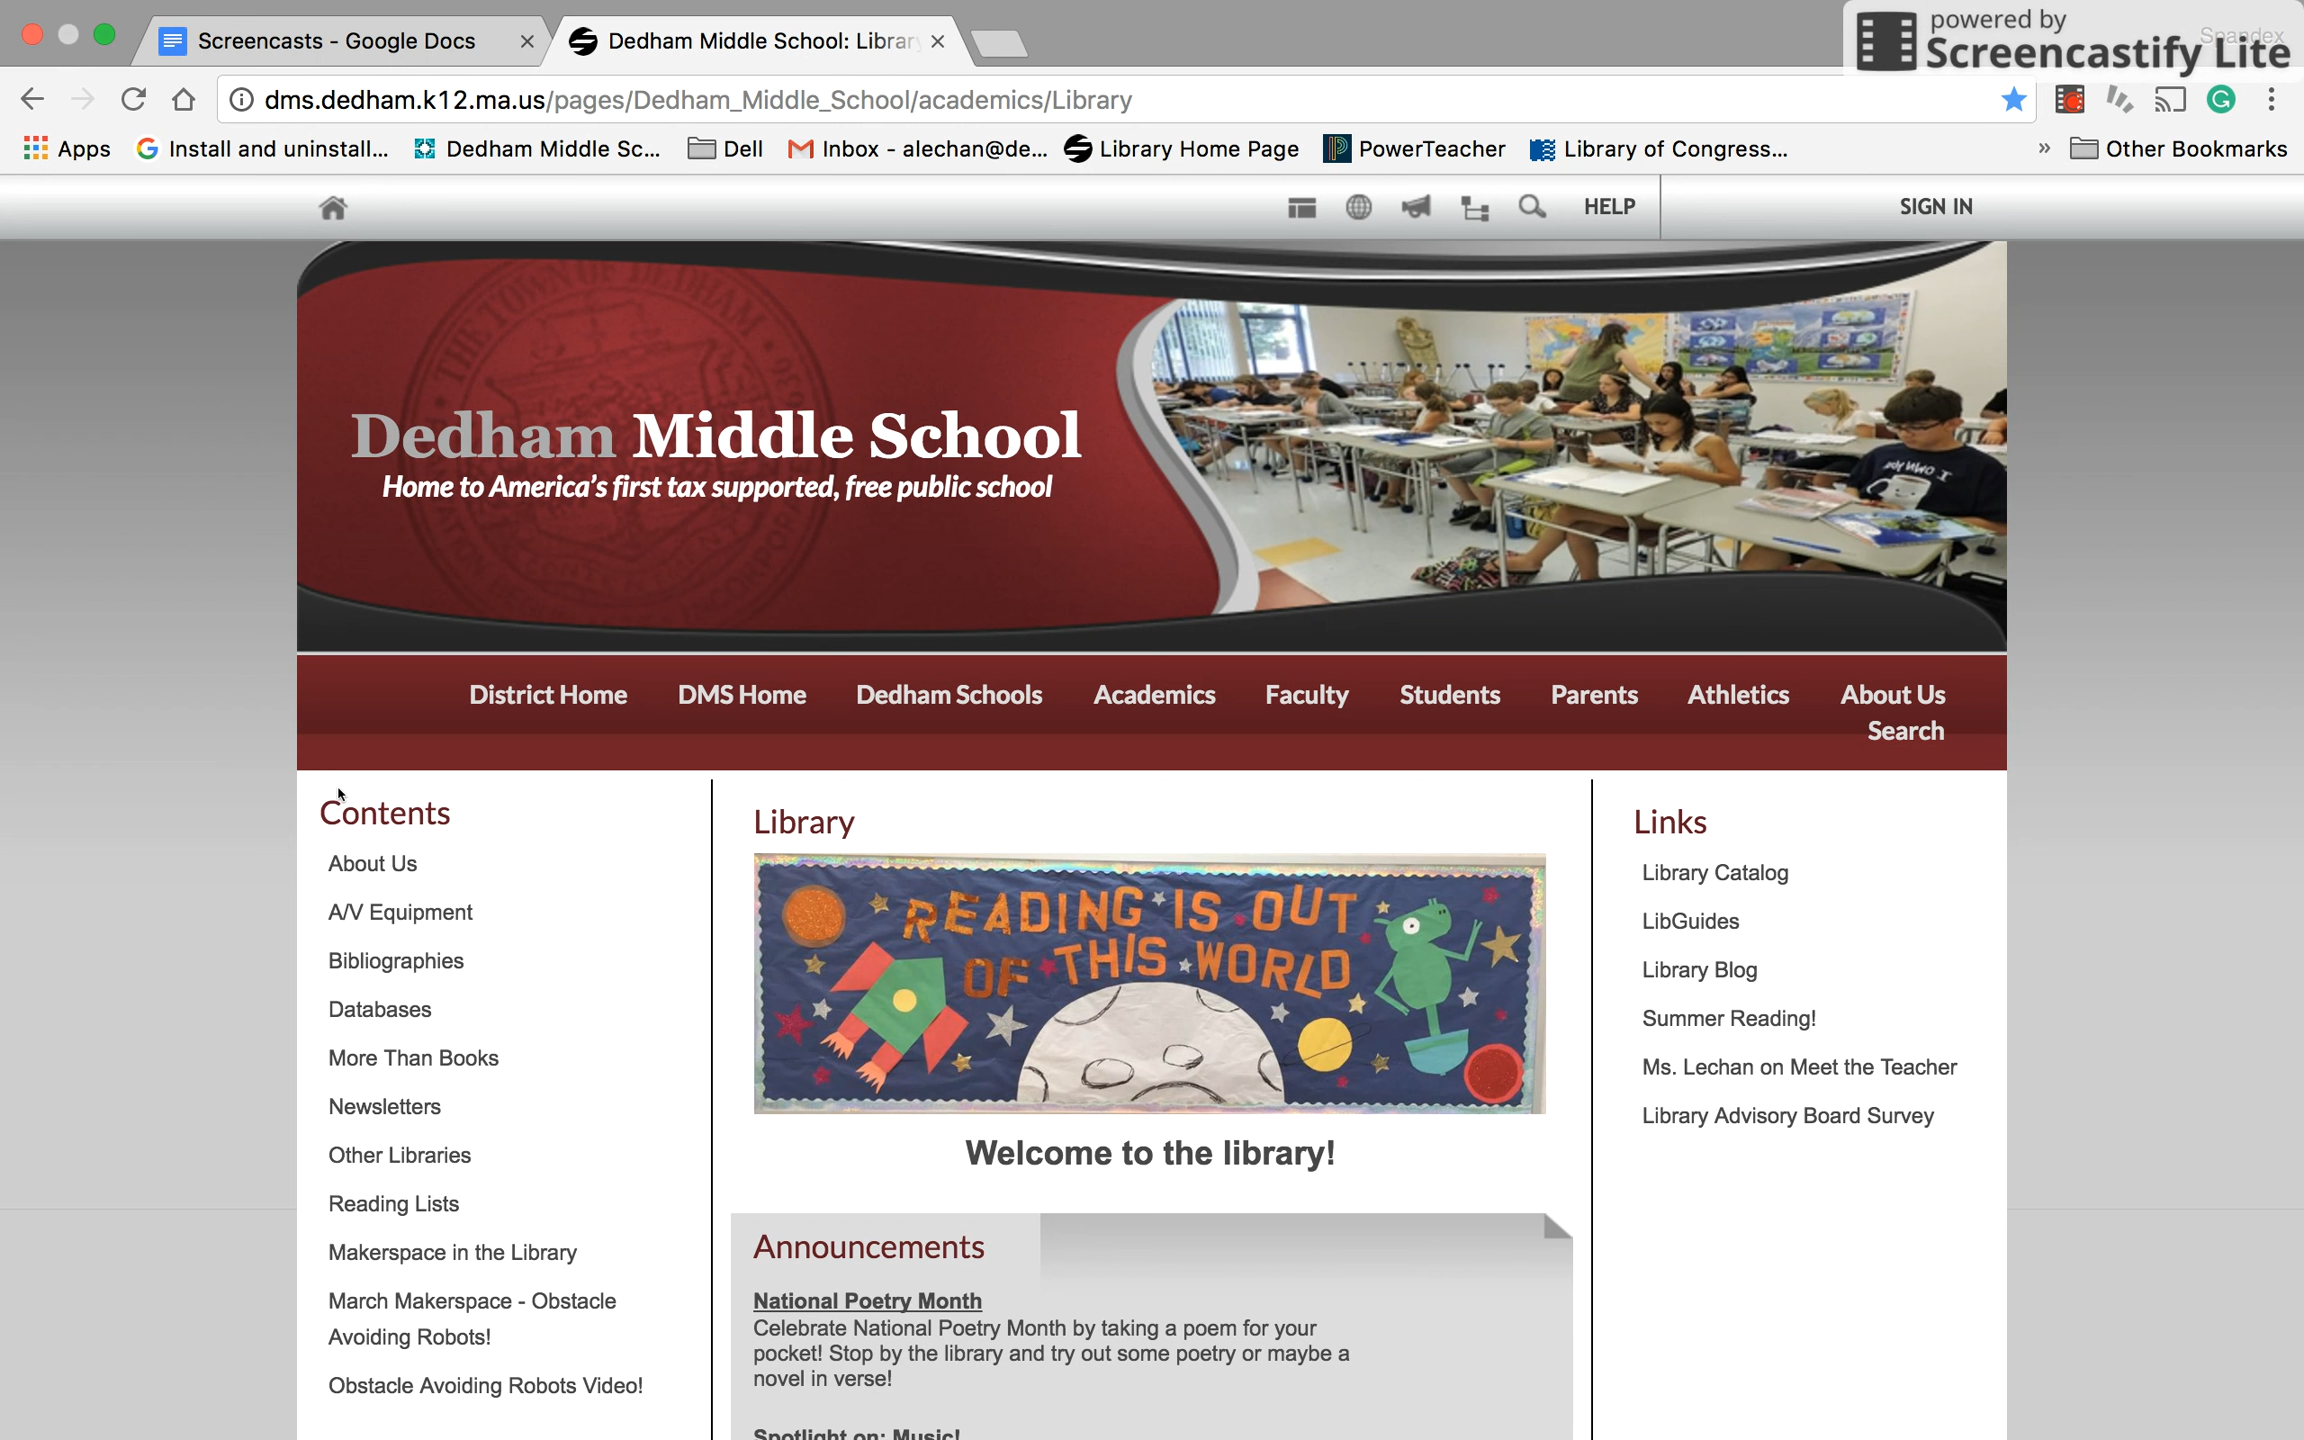 Screencasts - Google Docs
Dedham Middle School: Librar
powered by
Screencastify Lite
Spandex
dms.dedham.k12.ma.us/pages/Dedham_Middle_School/academics/Library
Apps
Install and uninstall...
Dedham Middle Sc...
Dell
Inbox - alechan@de...
Library Home Page
PowerTeacher
Library of Congress...
»
Other Bookmarks
HELP
SIGN IN
THE TOWN OF DEDHAM
Dedham Middle School
Home to America's first tax supported, free public school
District Home
DMS Home
Dedham Schools
Academics
Faculty
Students
Parents
Athletics
About Us
Search
Contents
About Us
A/V Equipment
Bibliographies
Databases
More Than Books
Newsletters
Other Libraries
Reading Lists
Makerspace in the Library
March Makerspace - Obstacle
Avoiding Robots!
Obstacle Avoiding Robots Video!
Library
READING IS OUT
OF THIS WORLD
Welcome to the library!
Announcements
National Poetry Month
Celebrate National Poetry Month by taking a poem for your
pocket! Stop by the library and try out some poetry or maybe a
novel in verse!
Spotlight on: Music!
Links
Library Catalog
LibGuides
Library Blog
Summer Reading!
Ms. Lechan on Meet the Teacher
Library Advisory Board Survey